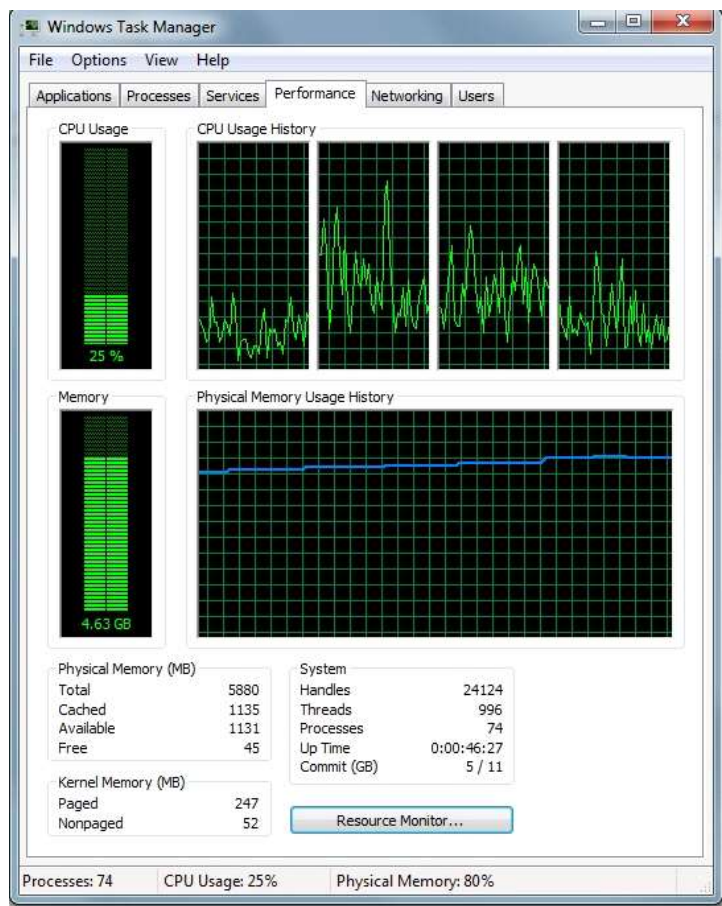 Windows Task Manager
File Options View Help
Applications Processes Services Performance Networking Users
CPU Usage CPU Usage History
25 %
Memory Physical Memory Usage History
4.63 GB
Physical Memory (MB)
Total 5880
Cached 1135
Available 1131
Free 45
System
Handles 24124
Threads 996
Processes 74
Up Time 0:00:46:27
Commit (GB) 5 / 11
Kernel Memory (MB)
Paged 247
Nonpaged 52
Resource Monitor...
Processes: 74 CPU Usage: 25% Physical Memory: 80%